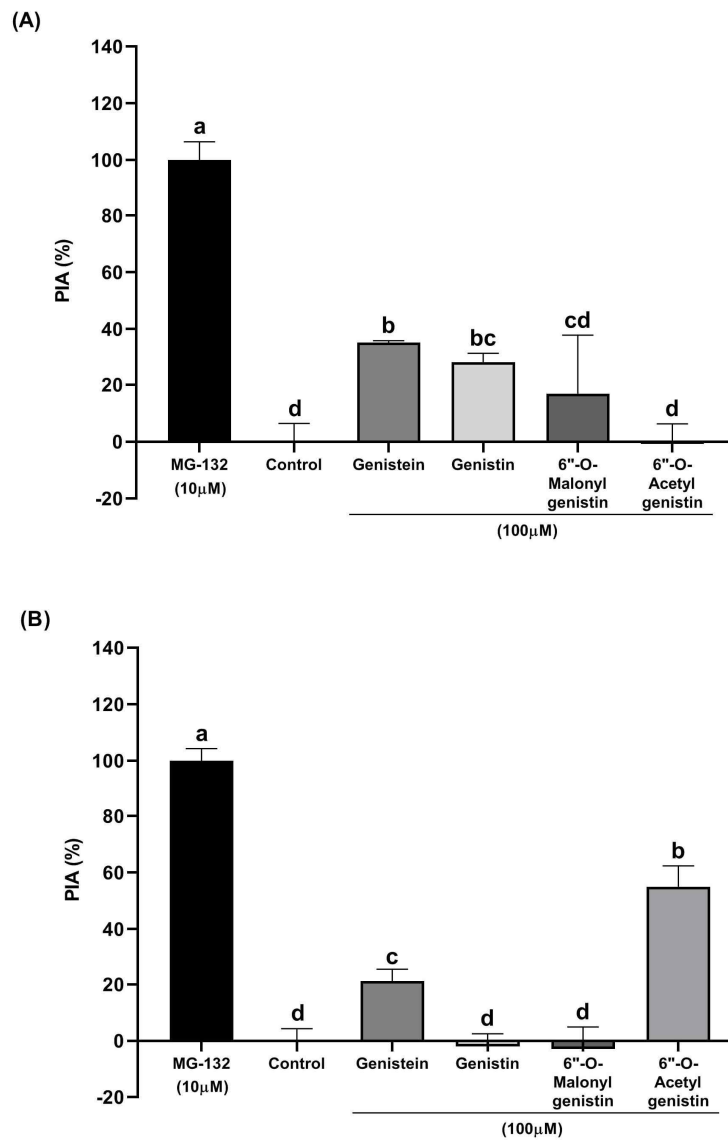 (A)
140
120
100
80
60
40
20
0
-20
PIA (%)
a
d
b
bc
cd
d
MG-132
(10μM)
Control
Genistein
Genistin
6"-O-
Malonyl
genistin
6"-O-
Acetyl
genistin
(100μM)
(B)
140
120
100
80
60
40
20
0
-20
PIA (%)
a
d
c
d
d
b
MG-132
(10μM)
Control
Genistein
Genistin
6"-O-
Malonyl
genistin
6"-O-
Acetyl
genistin
(100μM)